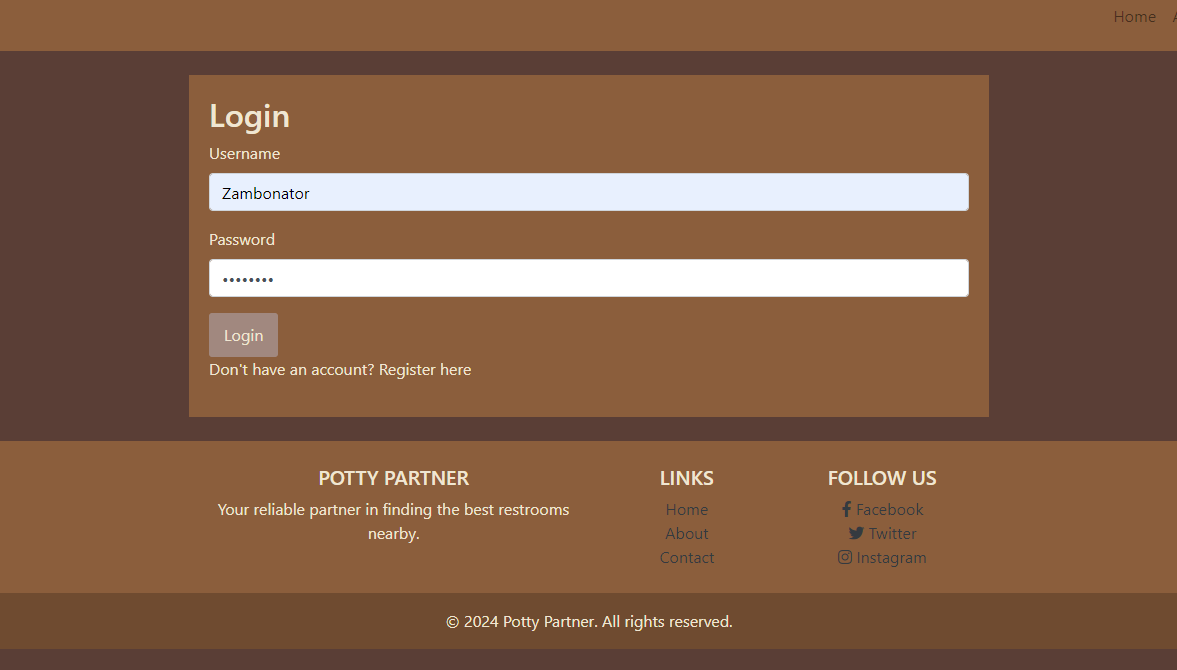 Home
Login
Username
Zambonator
Password
••••••••
Login
Don't have an account? Register here
POTTY PARTNER
Your reliable partner in finding the best restrooms
nearby.
LINKS
Home
About
Contact
FOLLOW US
Facebook
Twitter
Instagram
© 2024 Potty Partner. All rights reserved.